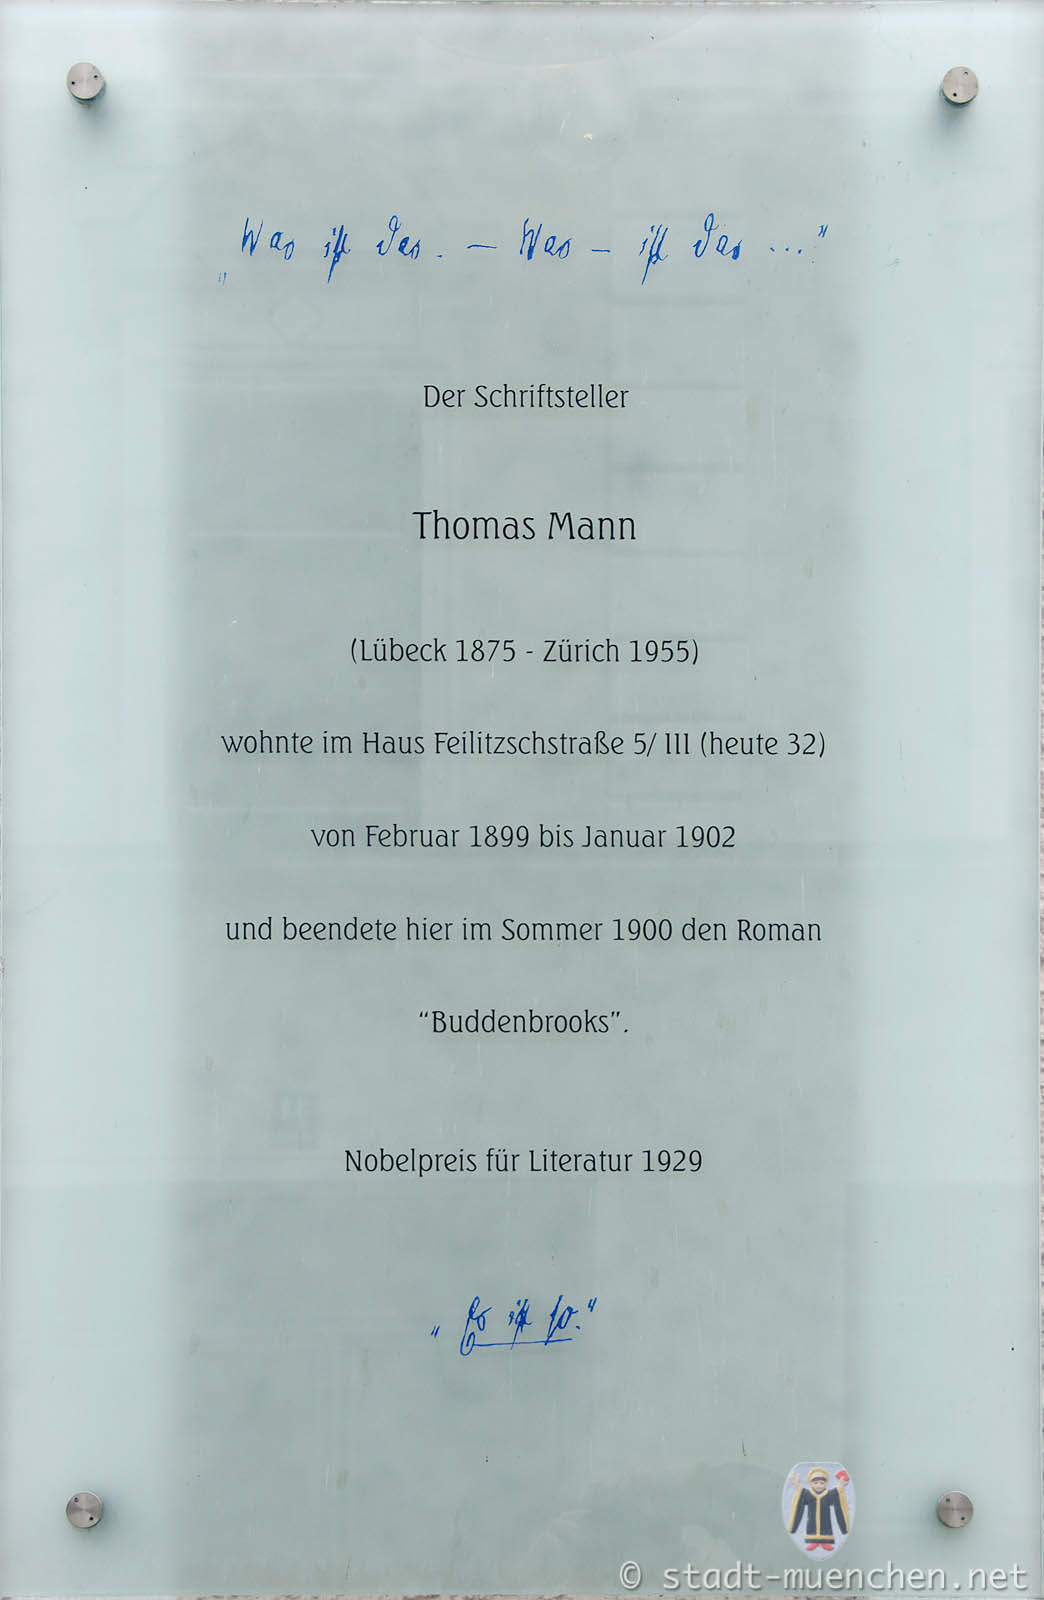 „Was ist das. – Was – ist das ..."
Der Schriftsteller
Thomas Mann
(Lübeck 1875 - Zürich 1955)
wohnte im Haus Feilitzschstraße 5/ III (heute 32)
von Februar 1899 bis Januar 1902
und beendete hier im Sommer 1900 den Roman
“Buddenbrooks”.
Nobelpreis für Literatur 1929
„Es ist so."
© stadt-muenchen.net